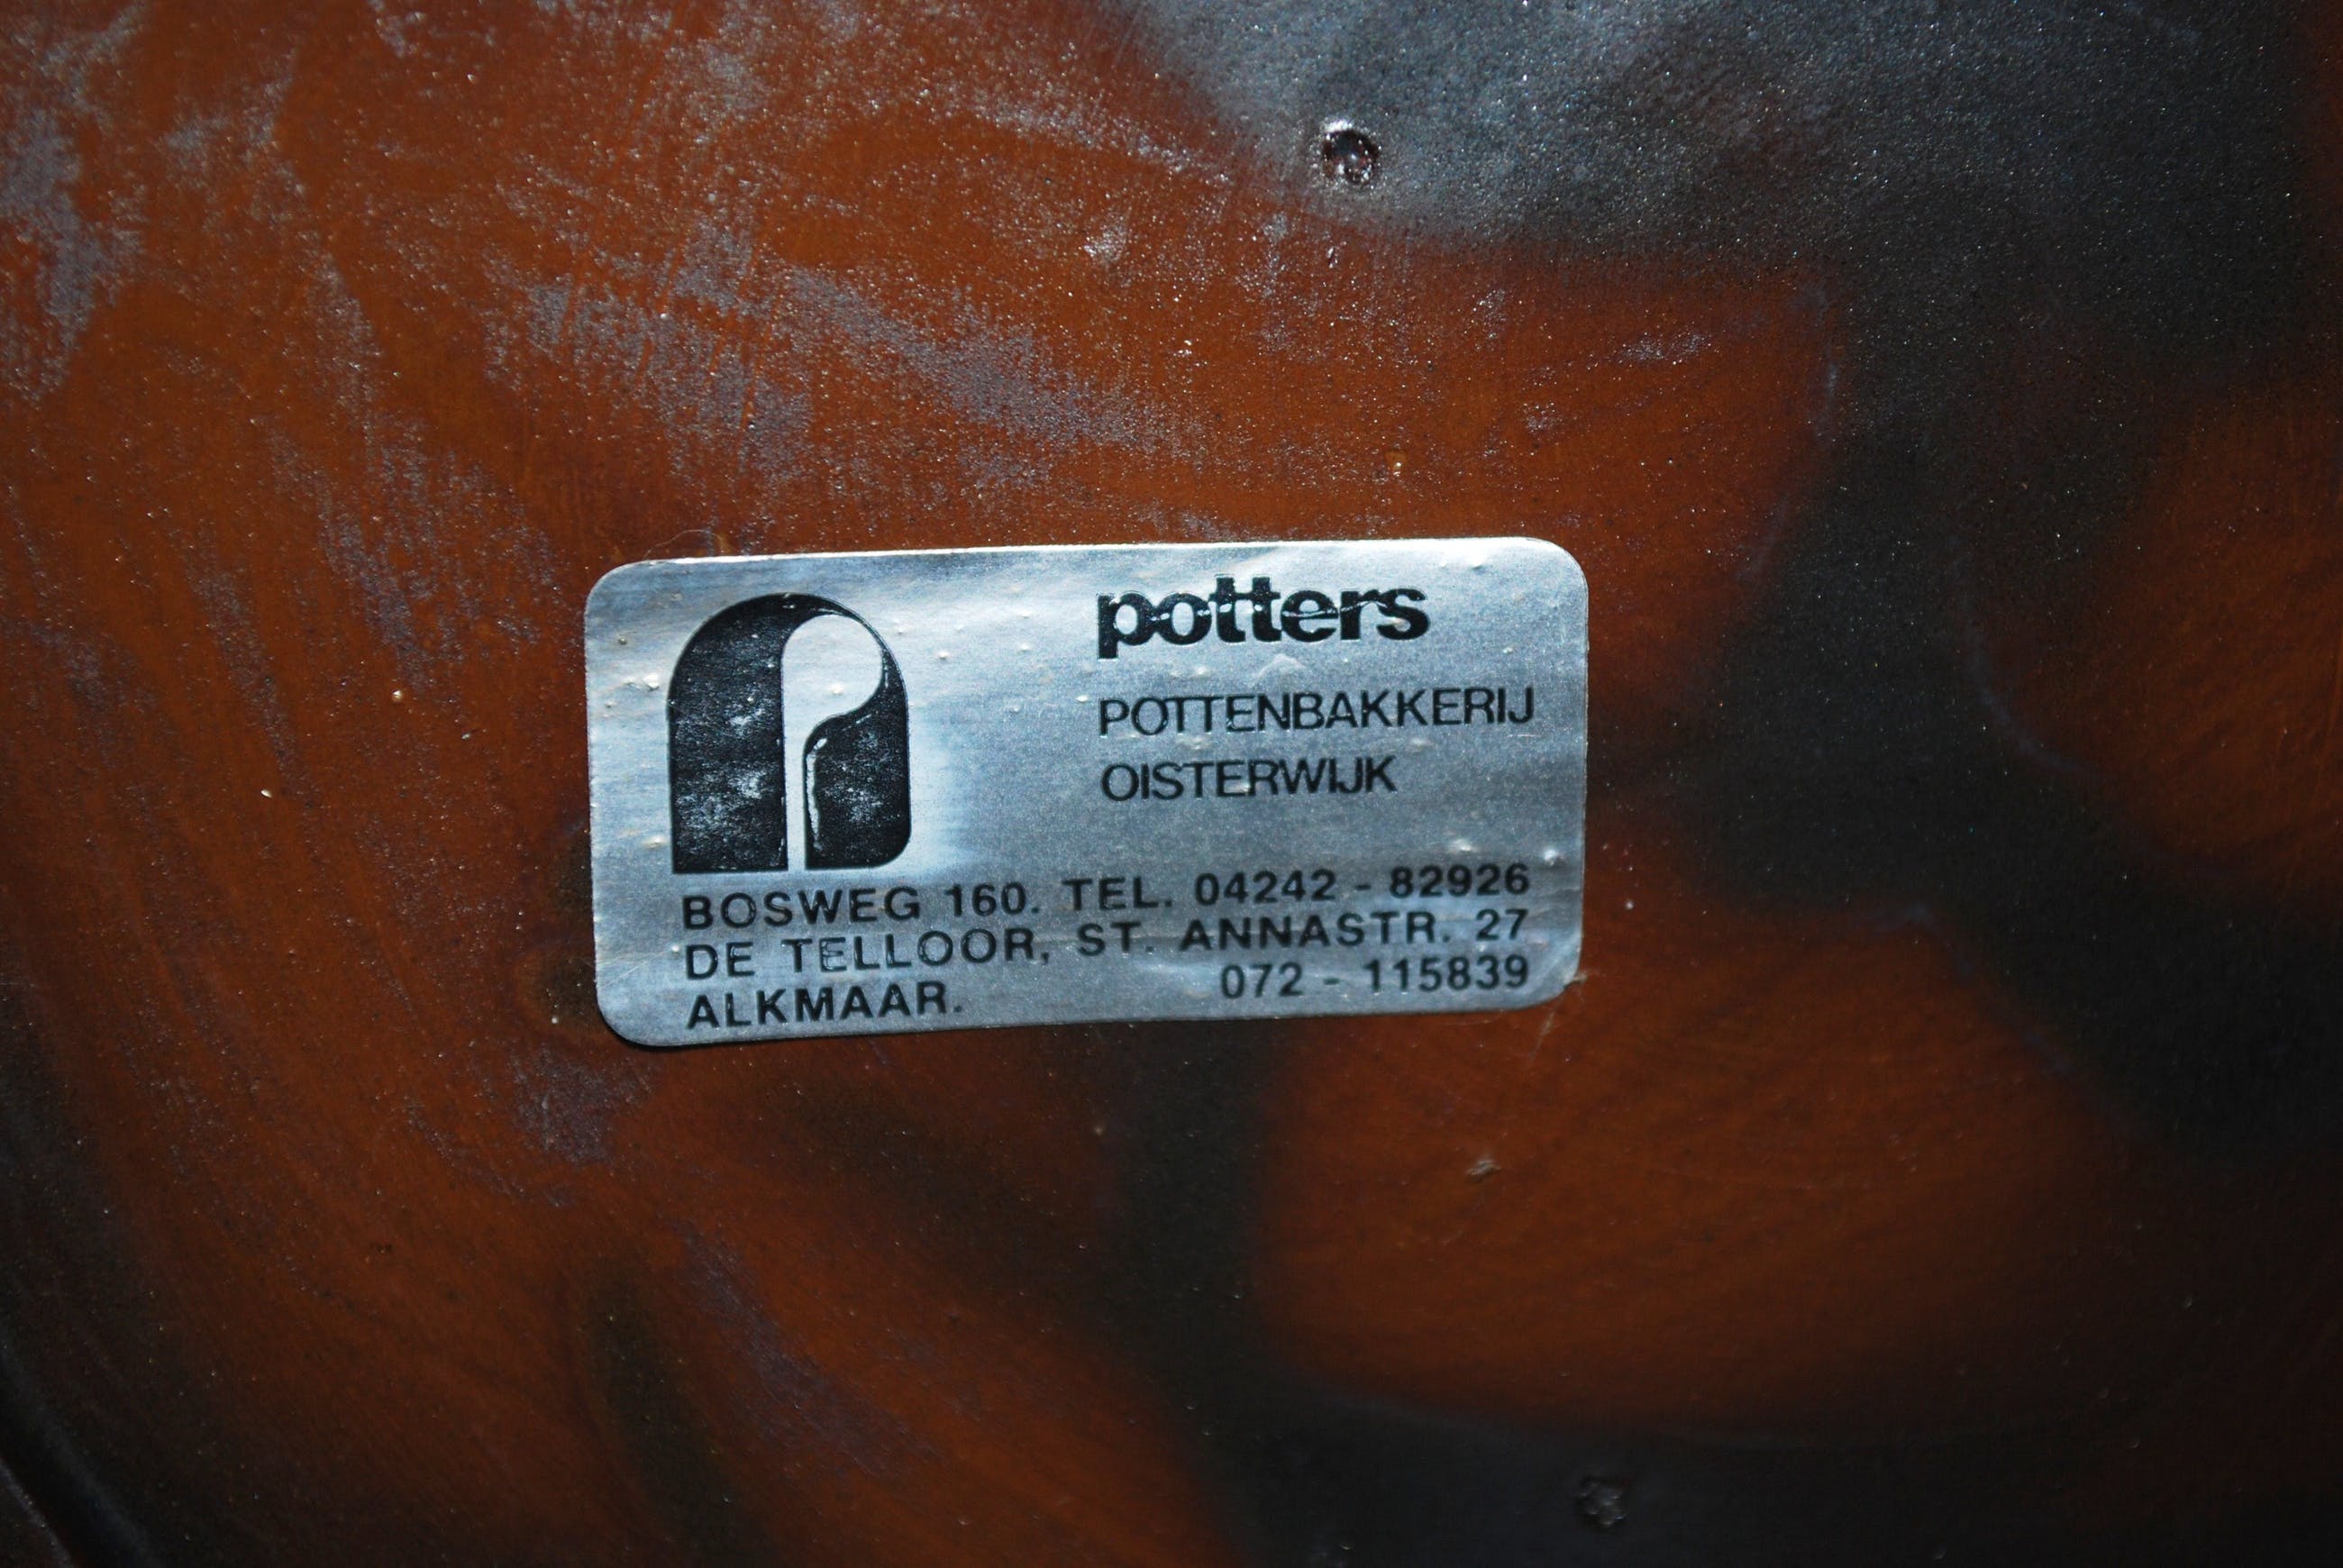 potters
POTTENBAKKERIJ
OISTERWIJK
BOSWEG 160. TEL. 04242 - 82926
DE TELLOOR, ST. ANNASTR. 27
ALKMAAR. 072 - 115839